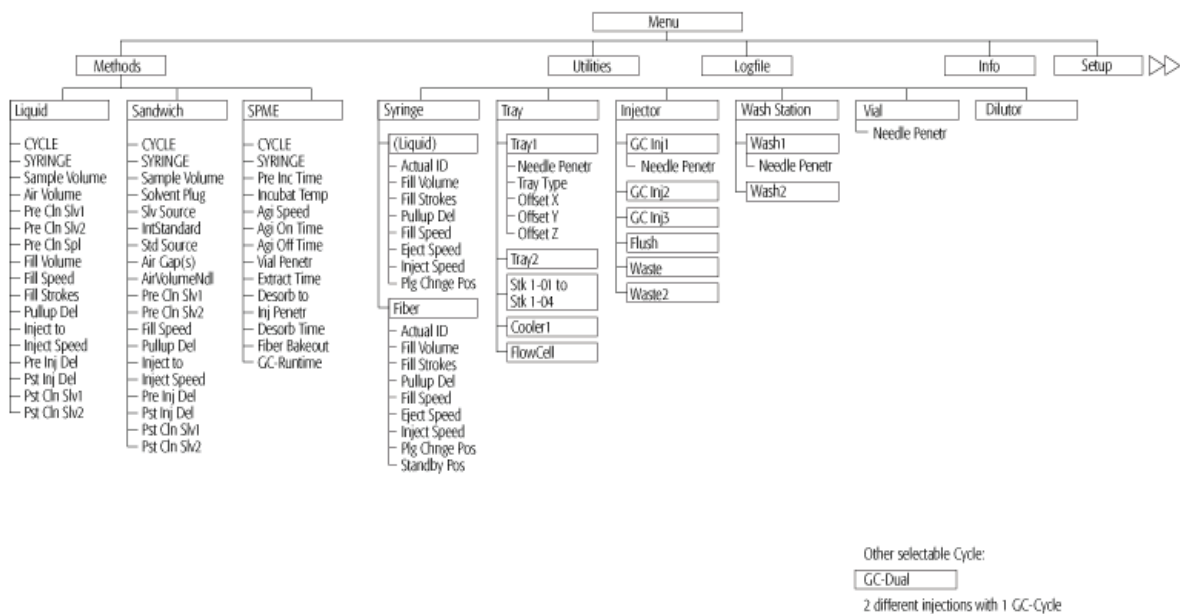 Menu
Methods
Utilities
Logfile
Info
Setup
Liquid
CYCLE
SYRINGE
Sample Volume
Air Volume
Pre Cln Slv1
Pre Cln Slv2
Pre Cln Spl
Fill Volume
Fill Speed
Fill Strokes
Pullup Del
Inject to
Inject Speed
Pre Inj Del
Pst Inj Del
Pst Cln Slv1
Pst Cln Slv2
Sandwich
CYCLE
SYRINGE
Sample Volume
Solvent Plug
Slv Source
IntStandard
Std Source
Air Gap(s)
AirVolumeNdl
Pre Cln Slv1
Pre Cln Slv2
Fill Speed
Pullup Del
Inject to
Inject Speed
Pre Inj Del
Pst Inj Del
Pst Cln Slv1
Pst Cln Slv2
SPME
CYCLE
SYRINGE
Pre Inc Time
Incubat Temp
Agi Speed
Agi On Time
Agi Off Time
Vial Penetr
Extract Time
Desorb to
Inj Penetr
Desorb Time
Fiber Bakeout
GC-Runtime
Syringe
(Liquid)
Actual ID
Fill Volume
Fill Strokes
Pullup Del
Fill Speed
Eject Speed
Inject Speed
Plg Chnge Pos
Fiber
Actual ID
Fill Volume
Fill Strokes
Pullup Del
Fill Speed
Eject Speed
Inject Speed
Plg Chnge Pos
Standby Pos
Tray
Tray1
Needle Penetr
Tray Type
Offset X
Offset Y
Offset Z
Tray2
Stk 1-01 to
Stk 1-04
Cooler1
FlowCell
Injector
GC Inj1
Needle Penetr
GC Inj2
GC Inj3
Flush
Waste
Waste2
Wash Station
Wash1
Needle Penetr
Wash2
Vial
Needle Penetr
Dilutor
Other selectable Cycle:
GC-Dual
2 different injections with 1 GC-Cycle